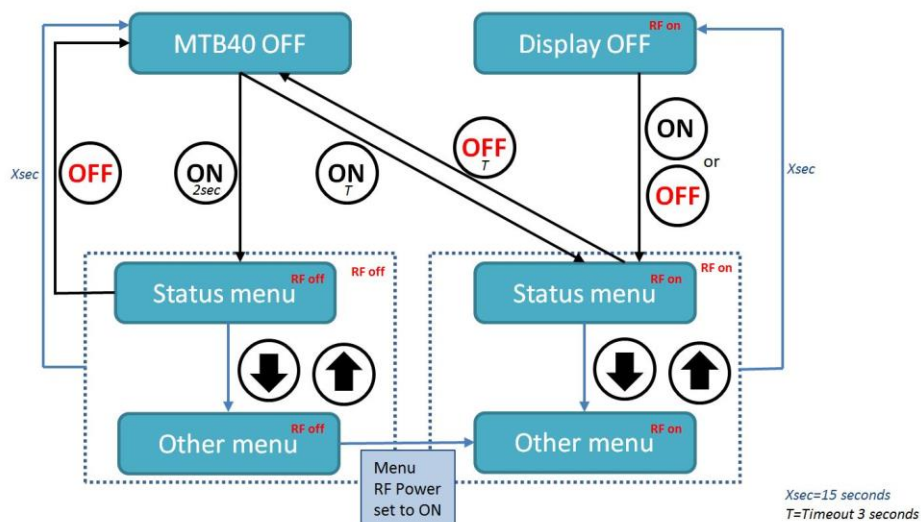 MTB40 OFF
Display OFF
RF on
Xsec
OFF
ON
2sec
ON
T
OFF
T
ON
or
OFF
Xsec
Status menu
RF off
RF off
Status menu
RF on
RF on
Other menu
RF off
Other menu
RF on
Menu
RF Power
set to ON
Xsec=15 seconds
T=Timeout 3 seconds